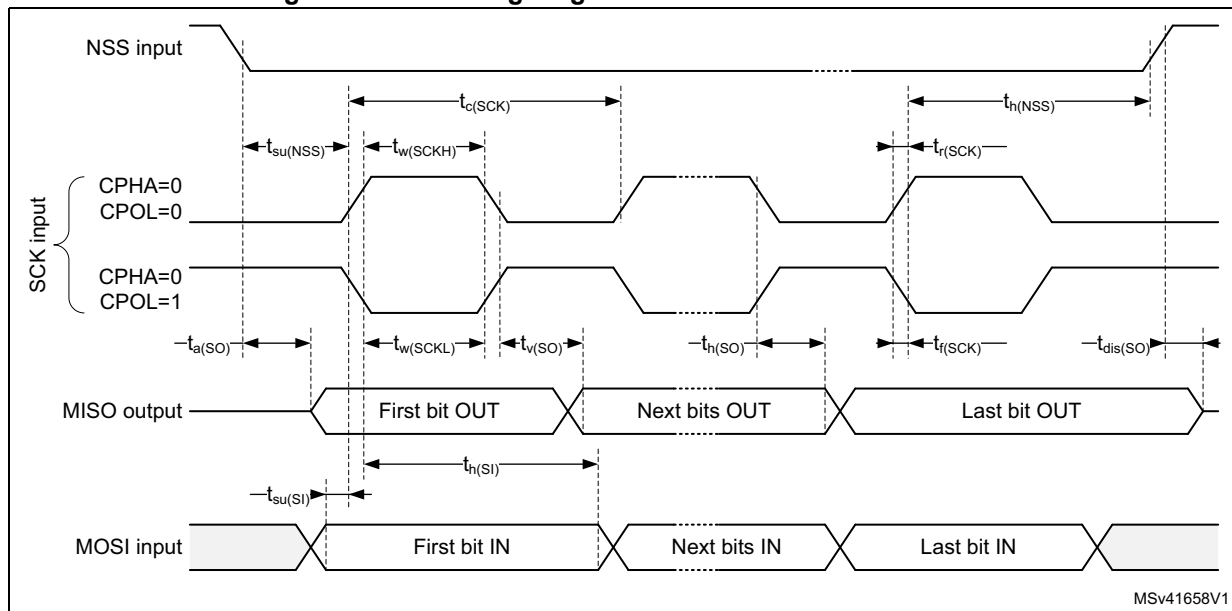 NSS input
tc(SCK)
th(NSS)
tsu(NSS)
tw(SCKH)
tr(SCK)
SCK input
CPHA=0
CPOL=0
CPHA=0
CPOL=1
ta(SO)
tw(SCKL)
tv(SO)
th(SO)
tf(SCK)
tdis(SO)
MISO output
First bit OUT
Next bits OUT
Last bit OUT
th(SI)
tsu(SI)
MOSI input
First bit IN
Next bits IN
Last bit IN
MSv41658V1